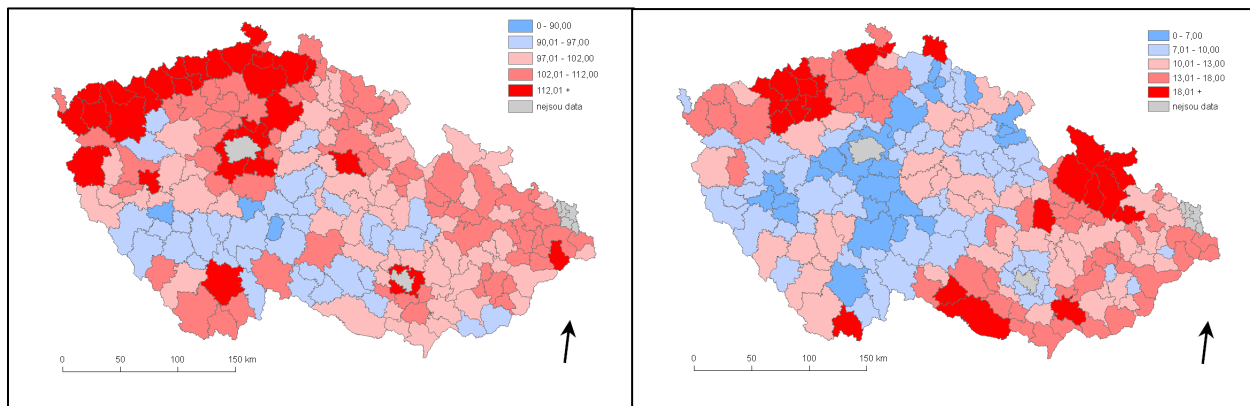 0 - 90,00
90,01 - 97,00
97,01 - 102,00
102,01 - 112,00
112,01 +
nejsou data
0 50 100 150 km
0 - 7,00
7,01 - 10,00
10,01 - 13,00
13,01 - 18,00
18,01 +
nejsou data
0 50 100 150 km